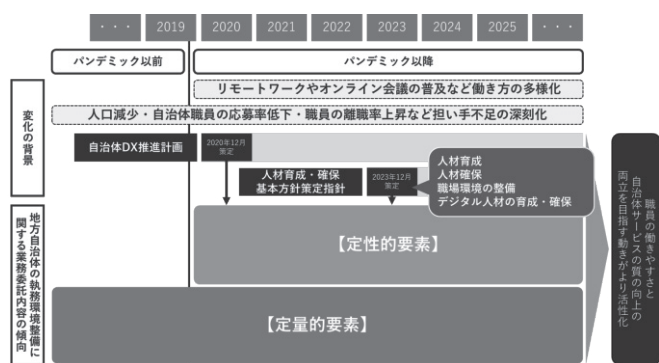 ・・・ 2019 2020 2021 2022 2023 2024 2025 ・・・
パンデミック以前 パンデミック以降
変化の背景
リモートワークやオンライン会議の普及など働き方の多様化
人口減少・自治体職員の応募率低下・職員の離職率上昇など担い手不足の深刻化
自治体DX推進計画
2020年12月
策定
人材育成・確保
基本方針策定指針
2023年12月
策定
人材育成
人材確保
職場環境の整備
デジタル人材の育成・確保
地方自治体の執務環境整備に
関する業務委託内容の傾向
【定性的要素】
【定量的要素】
職員の働きやすさと
自治体サービスの質の向上の
両立を目指す動きがより活性化